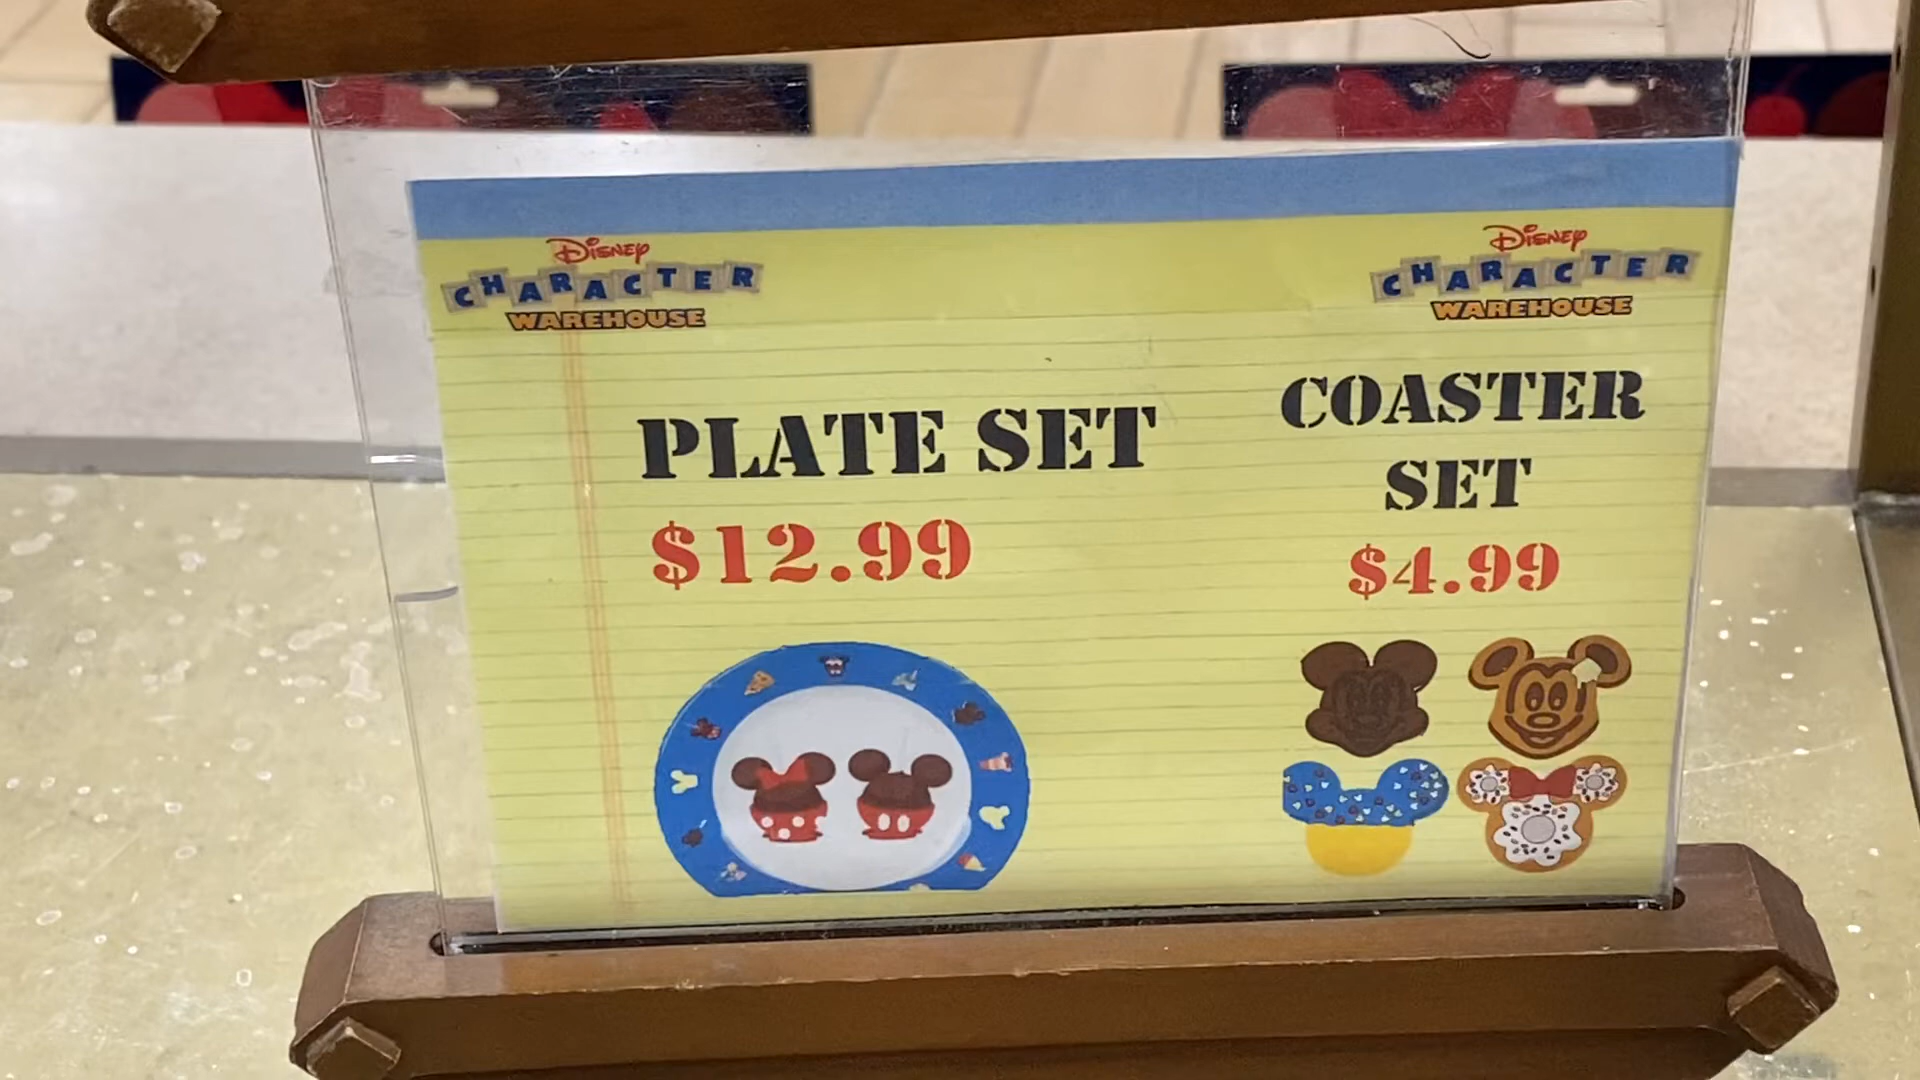 Disney
CHARACTER
WAREHOUSE
Disney
CHARACTER
WAREHOUSE
PLATE SET
$12.99
COASTER
SET
$4.99